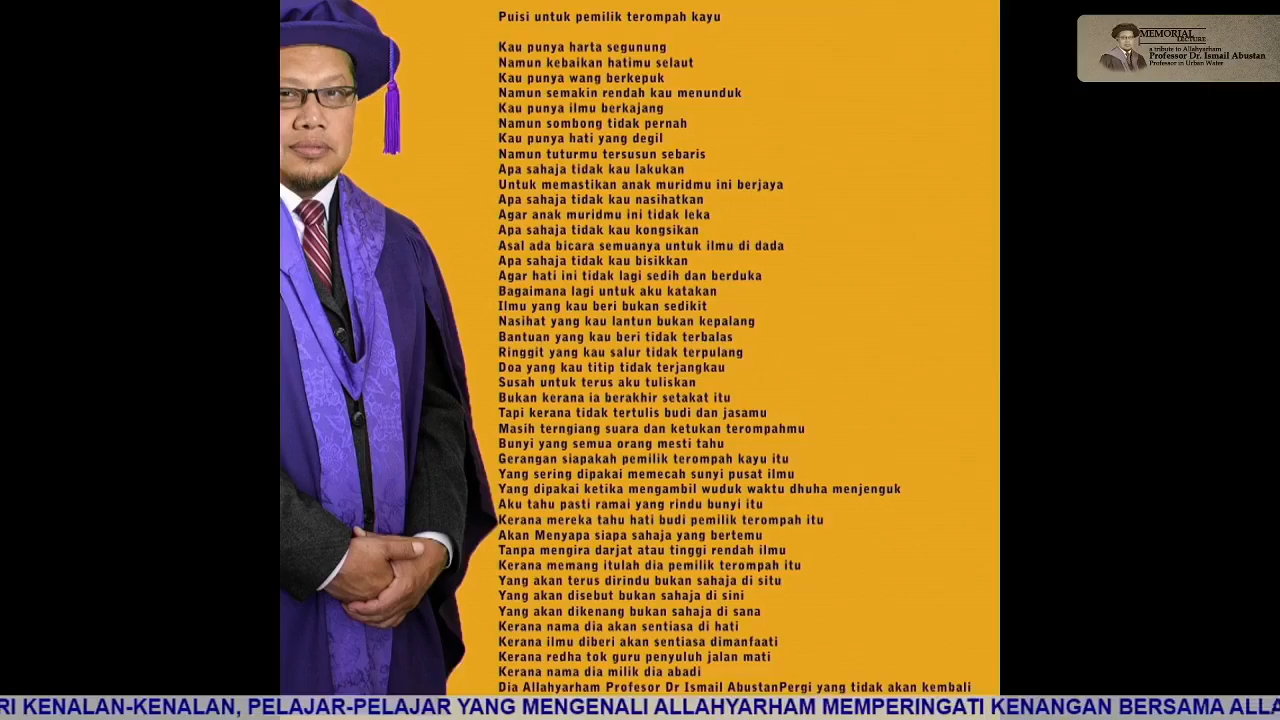 Puisi untuk pemilik terompah kayu
Kau punya harta segunung
Namun kebaikan hatimu selaut
Kau punya wang berkepuk
Namun semakin rendah kau menunduk
Kau punya ilmu berkajang
Namun sombong tidak pernah
Kau punya hati yang degil
Namun tuturmu tersusun sebaris
Apa sahaja tidak kau lakukan
Untuk memastikan anak muridmu ini berjaya
Apa sahaja tidak kau nasihatkan
Agar anak muridmu ini tidak leka
Apa sahaja tidak kau kongsikan
Asal ada bicara semuanya untuk ilmu di dada
Apa sahaja tidak kau bisikkan
Agar hati ini tidak lagi sedih dan berduka
Bagaimana lagi untuk aku katakan
Ilmu yang kau beri bukan sedikit
Nasihat yang kau lantun bukan kepalang
Bantuan yang kau beri tidak terbalas
Ringgit yang kau salur tidak terpulang
Doa yang kau titip tidak terjangkau
Susah untuk terus aku tuliskan
Bukan kerana ia berakhir setakat itu
Tapi kerana tidak tertulis budi dan jasamu
Masih terngiang suara dan ketukan terompahmu
Bunyi yang semua orang mesti tahu
Gerangan siapakah pemilik terompah kayu itu
Yang sering dipakai memecah sunyi pusat ilmu
Yang dipakai ketika mengambil wuduk waktu dhuha menjenguk
Aku tahu pasti ramai yang rindu bunyi itu
Kerana mereka tahu hati budi pemilik terompah itu
Akan Menyapa siapa sahaja yang bertemu
Tanpa mengira darjat atau tinggi rendah ilmu
Kerana memang itulah dia pemilik terompah itu
Yang akan terus dirindu bukan sahaja di situ
Yang akan disebut bukan sahaja di sini
Yang akan dikenang bukan sahaja di sana
Kerana nama dia akan sentiasa di hati
Kerana ilmu diberi akan sentiasa dimanfaati
Kerana redha tok guru penyuluh jalan mati
Kerana nama dia milik dia abadi
Dia Allahyarham Profesor Dr Ismail AbustanPergi yang tidak akan kembali
MEMORIAL
LECTURE
a tribute to Allahyarham
Professor Dr. Ismail Abustan
Professor in Urban Water
RI KENALAN-KENALAN, PELAJAR-PELAJAR YANG MENGENALI ALLAHYARHAM MEMPERINGATI KENANGAN BERSAMA ALLA